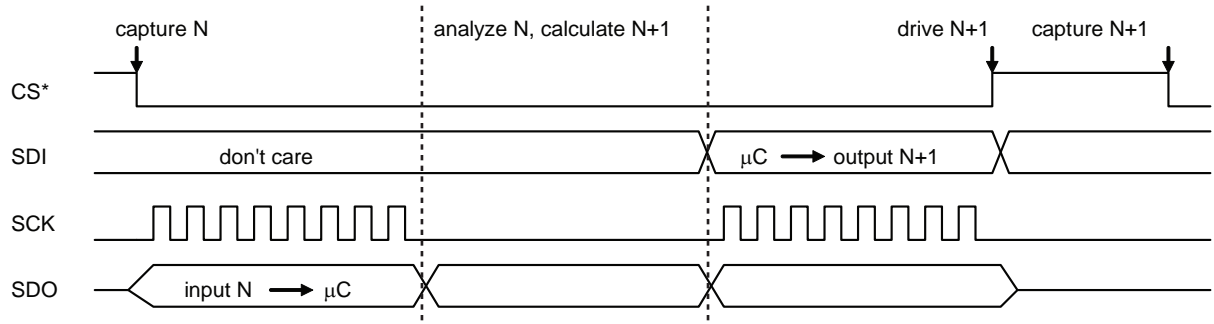 capture N
analyze N, calculate N+1
drive N+1
capture N+1
CS*
SDI
don't care
μC
output N+1
SCK
SDO
input N
μC